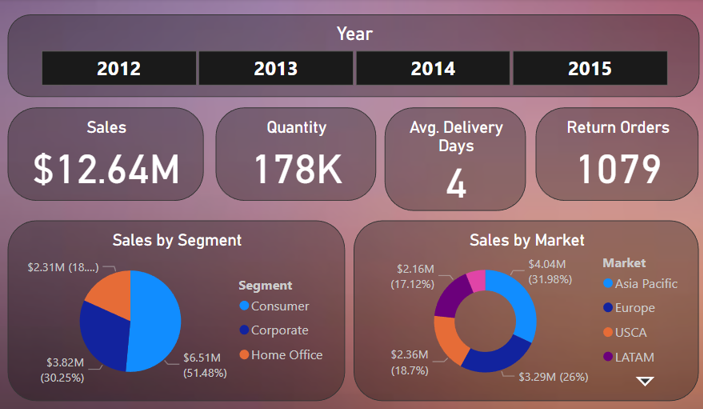 Year
2012 2013 2014 2015
Sales
$12.64M
Quantity
178K
Avg. Delivery
Days
4
Return Orders
1079
Sales by Segment
$2.31M (18....)
$3.82M
(30.25%)
$6.51M
(51.48%)
Segment
Consumer
Corporate
Home Office
Sales by Market
$2.16M
(17.12%)
$4.04M
(31.98%)
$2.36M
(18.7%)
$3.29M (26%)
Market
Asia Pacific
Europe
USCA
LATAM